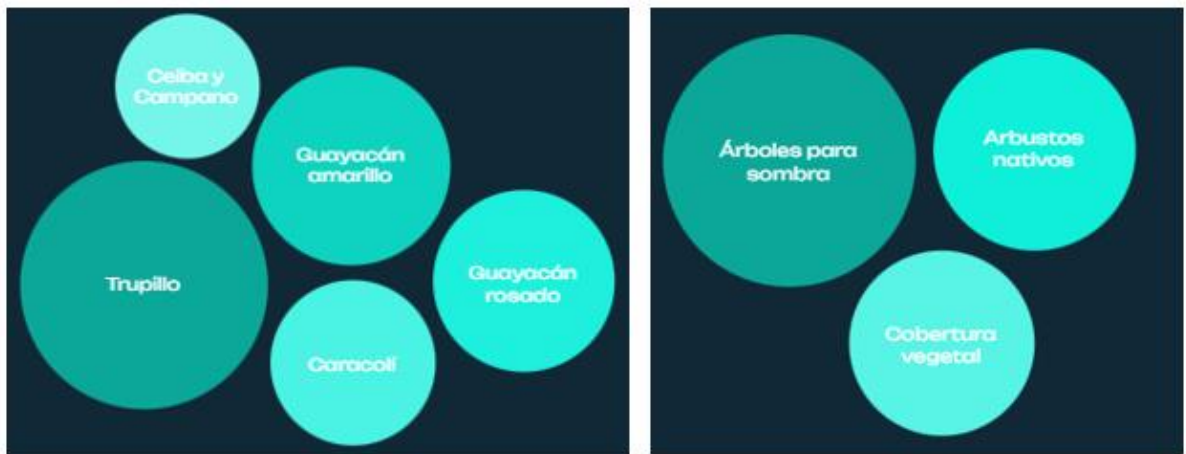 Ceiba y
Campano
Guayacán
amarillo
Trupillo
Guayacán
rosado
Caracolí
Árboles para
sombra
Arbustos
nativos
Cobertura
vegetal